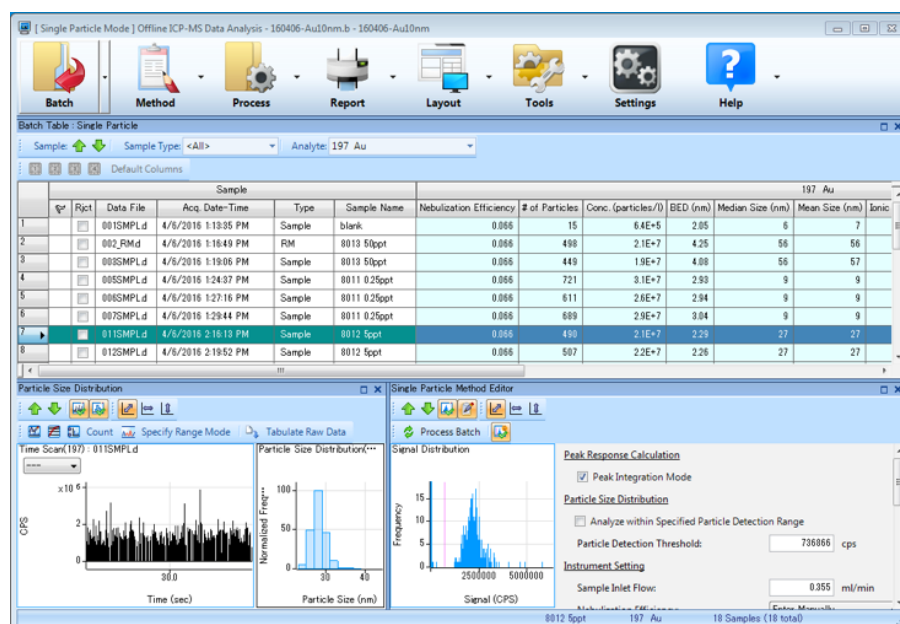 [ Single Particle Mode ] Offline ICP-MS Data Analysis - 160406-Au10nm.b - 160406-Au10nm
Batch Method Process Report Layout Tools Settings Help
Batch Table : Single Particle
Sample: Sample Type: <All> Analyte: 197 Au
Default Columns
Sample 197 Au
Rjct Data File Acq. Date-Time Type Sample Name Nebulization Efficiency # of Particles Conc. (particles/l) BED (nm) Median Size (nm) Mean Size (nm) Ionic
1 001SMPL.d 4/6/2016 1:13:35 PM Sample blank 0.066 15 6.4E+5 2.05 6 7
2 002_RM.d 4/6/2016 1:16:49 PM RM 8013 50ppt 0.066 498 2.1E+7 4.25 56 56
3 003SMPL.d 4/6/2016 1:19:06 PM Sample 8013 50ppt 0.066 449 1.9E+7 4.08 56 57
4 005SMPL.d 4/6/2016 1:24:37 PM Sample 8011 0.25ppt 0.066 721 3.1E+7 2.93 9 9
5 006SMPL.d 4/6/2016 1:27:16 PM Sample 8011 0.25ppt 0.066 611 2.6E+7 2.94 9 9
6 007SMPL.d 4/6/2016 1:29:44 PM Sample 8011 0.25ppt 0.066 689 2.9E+7 3.04 9 9
7 011SMPL.d 4/6/2016 2:16:13 PM Sample 8012 5ppt 0.066 490 2.1E+7 2.29 27 27
8 012SMPL.d 4/6/2016 2:19:52 PM Sample 8012 5ppt 0.066 507 2.2E+7 2.26 27 27
Particle Size Distribution
Count Specify Range Mode Tabulate Raw Data
Time Scan(197) : 011SMPL.d
---
x10 6
CPS
2
0
30.0
Time (sec)
Particle Size Distribution(···
Normalized Freq···
100
50
0
30 40
Particle Size (nm)
Single Particle Method Editor
Process Batch
Signal Distribution
Frequency
15
10
5
0
2500000 5000000
Signal (CPS)
Peak Response Calculation
Peak Integration Mode
Particle Size Distribution
Analyze within Specified Particle Detection Range
Particle Detection Threshold: 736866 cps
Instrument Setting
Sample Inlet Flow: 0.355 ml/min
Nebulization Efficiency: Enter Manually
8012 5ppt 197 Au 18 Samples (18 total)